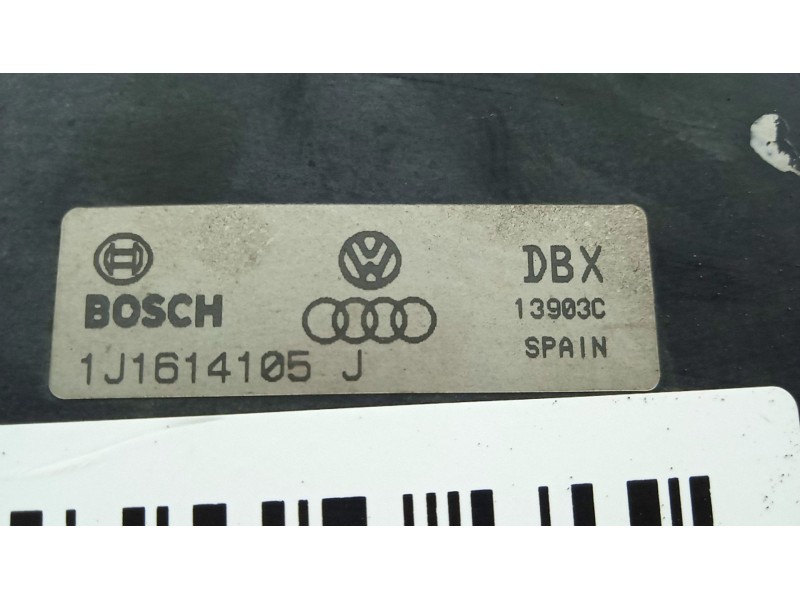 BOSCH
1J1614105 J
DBX
13903C
SPAIN